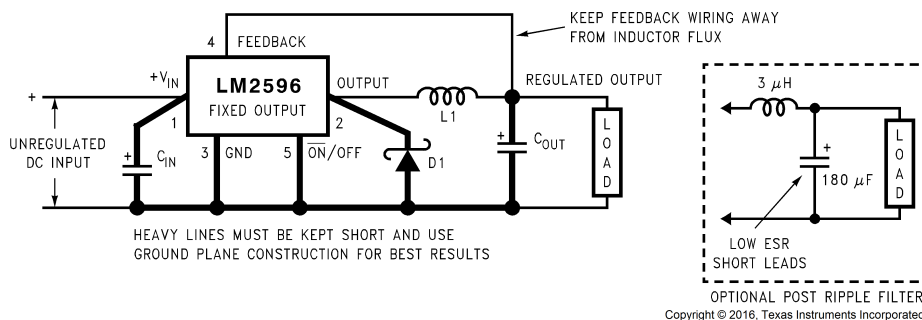 KEEP FEEDBACK WIRING AWAY
FROM INDUCTOR FLUX
4 FEEDBACK
+VIN
LM2596
FIXED OUTPUT
OUTPUT
REGULATED OUTPUT
+
1
2
L1
UNREGULATED
DC INPUT
+
CIN
3 GND
5 ON/OFF
D1
+
COUT
LOAD
3 μH
+
180 μF
LOAD
LOW ESR
SHORT LEADS
HEAVY LINES MUST BE KEPT SHORT AND USE
GROUND PLANE CONSTRUCTION FOR BEST RESULTS
OPTIONAL POST RIPPLE FILTER
Copyright © 2016, Texas Instruments Incorporated